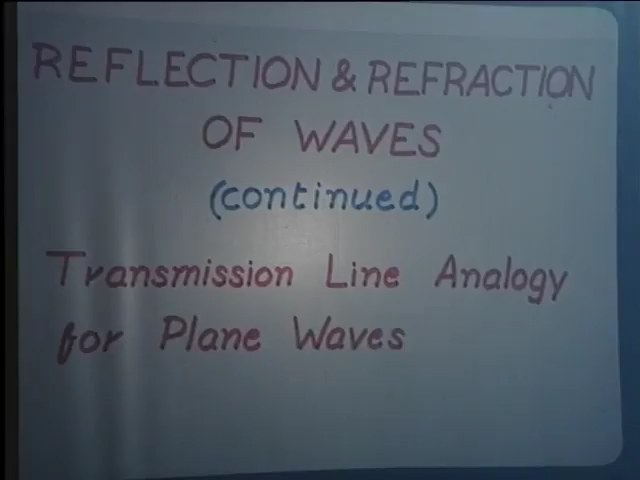 REFLECTION & REFRACTION
OF WAVES
(continued)
Transmission Line Analogy
for Plane Waves